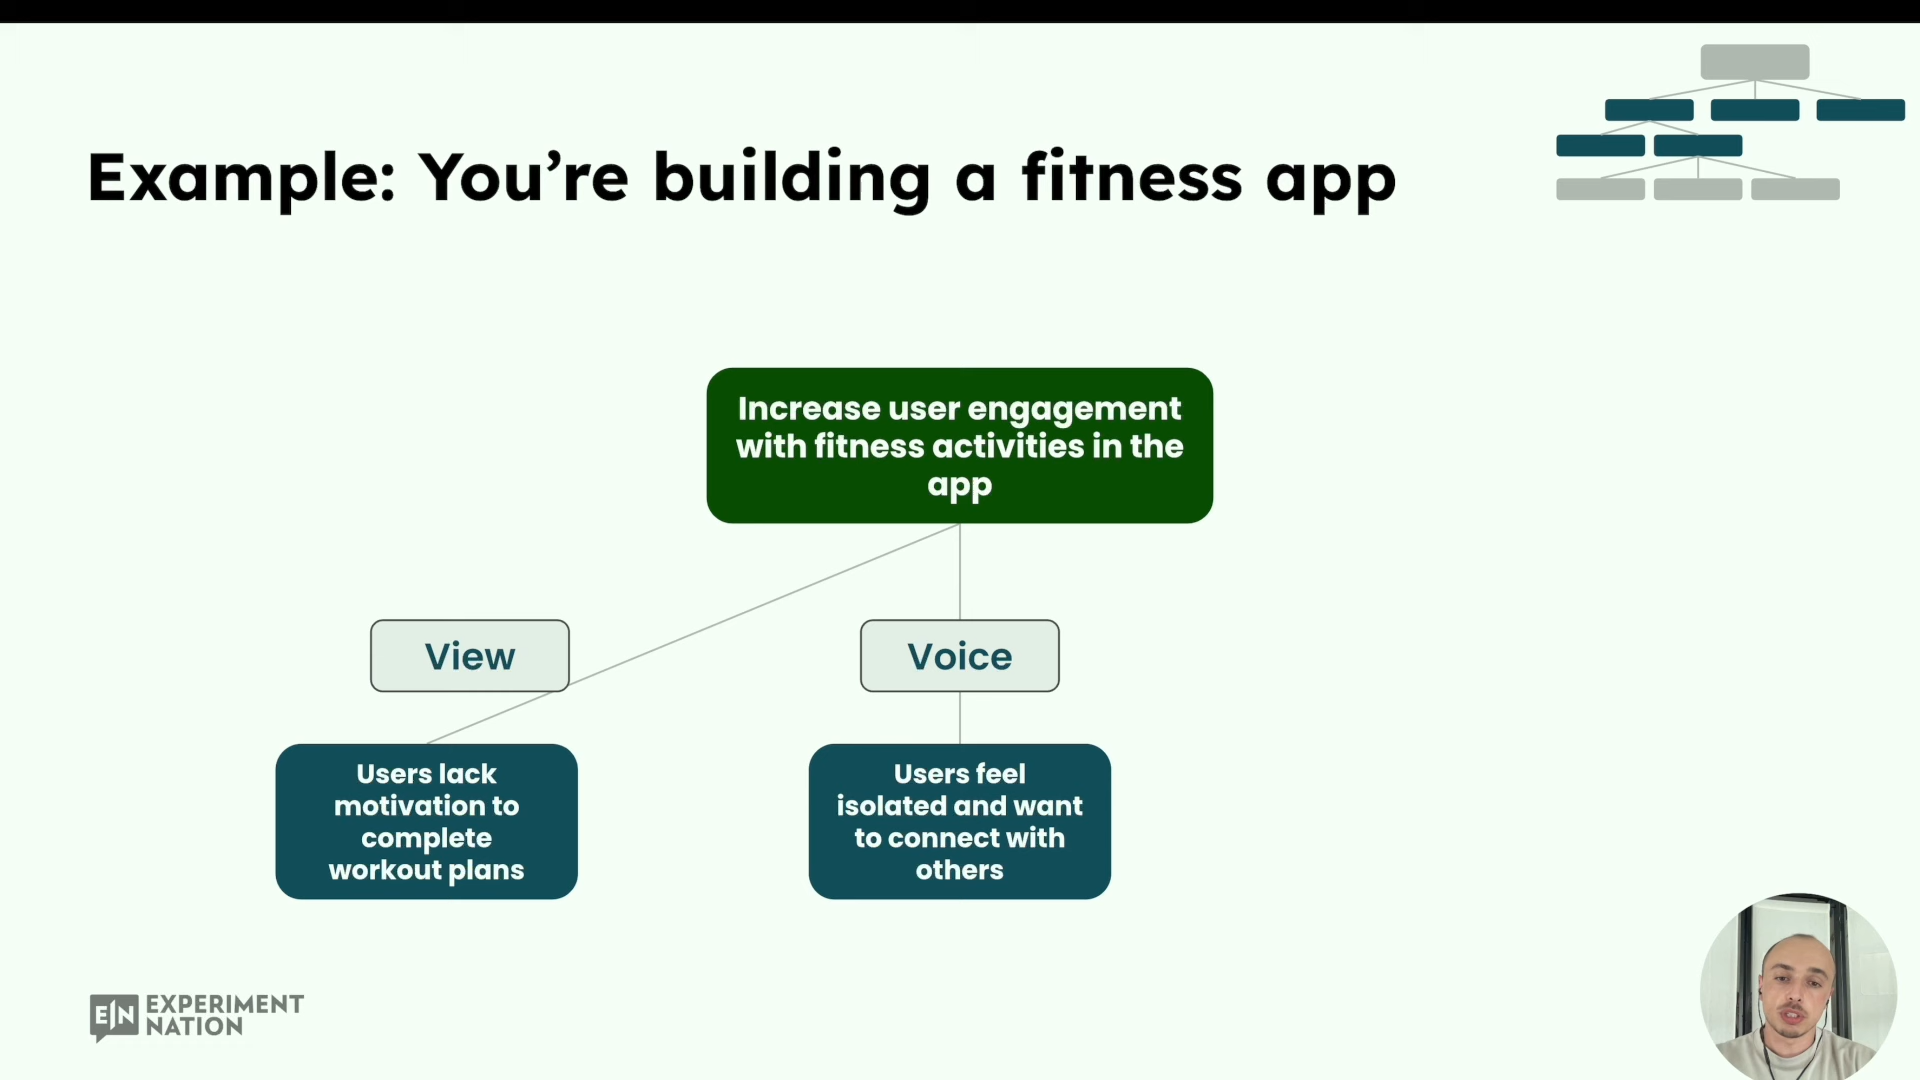 Example: You’re building a fitness app
Increase user engagement
with fitness activities in the
app
View
Voice
Users lack
motivation to
complete
workout plans
Users feel
isolated and want
to connect with
others
E|N EXPERIMENT
NATION